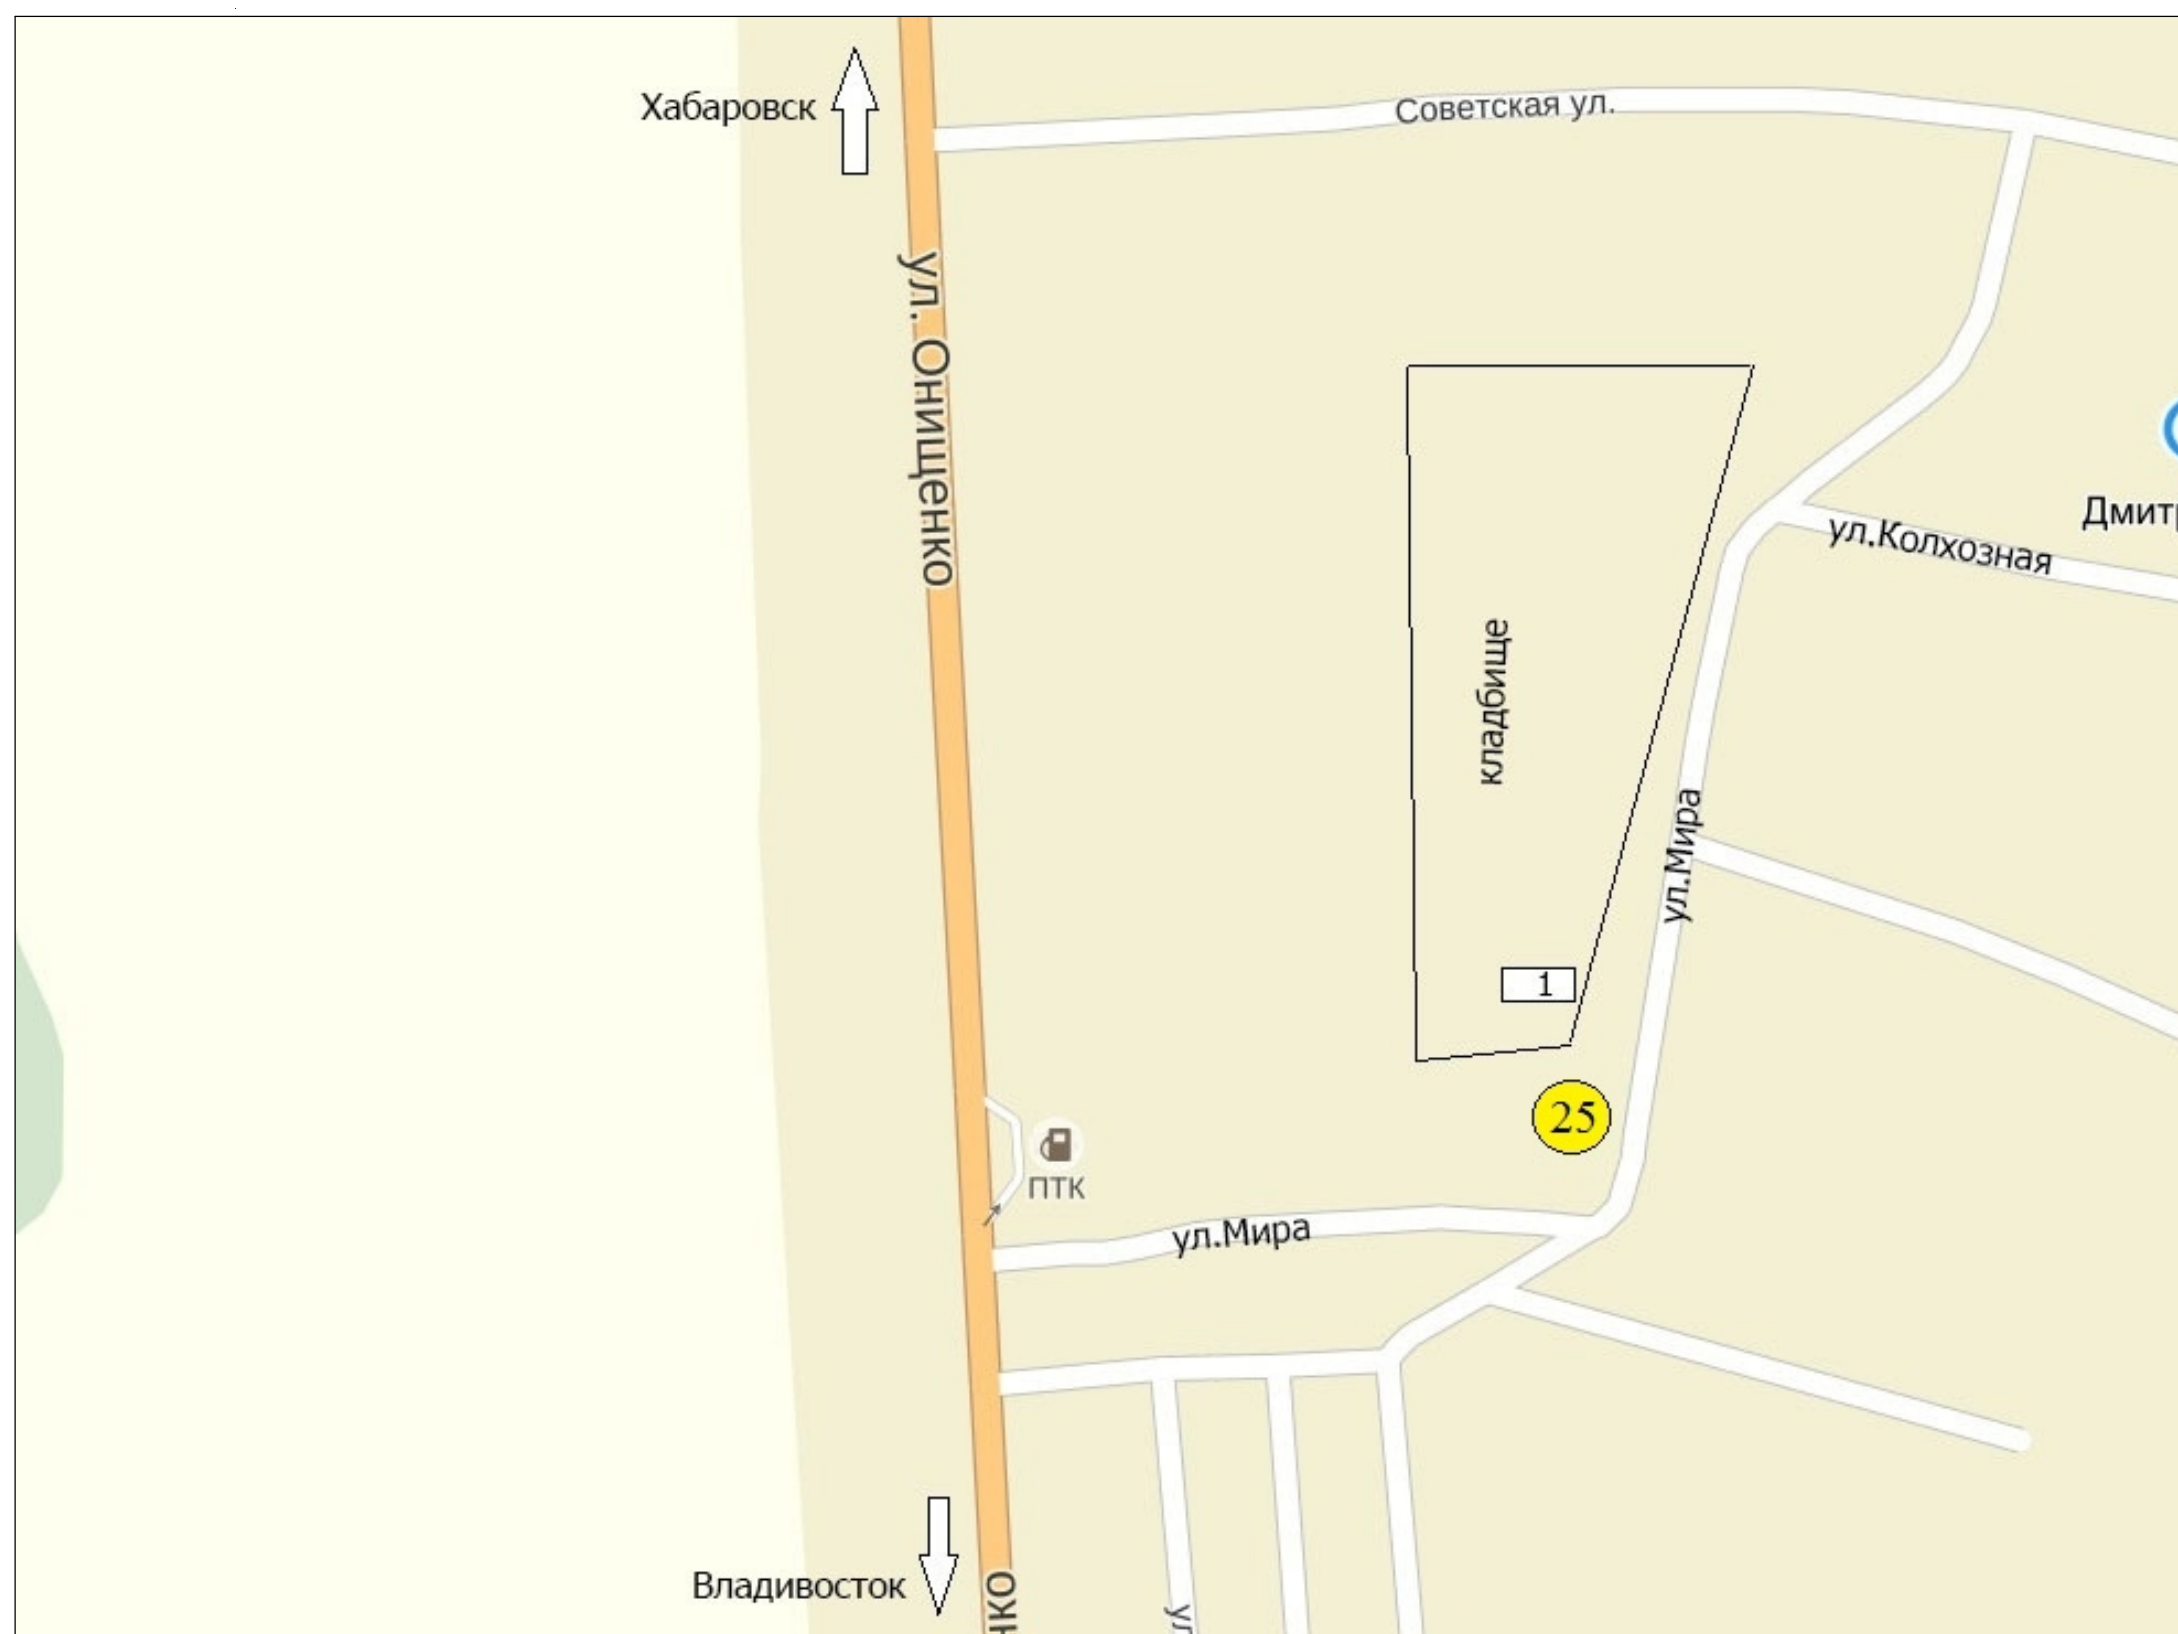 Хабаровск
Советская ул.
ул. Онищенко
Дмит
ул.Колхозная
кладбище
ул.Мира
1
25
ПТК
ул.Мира
Владивосток
нко
ул